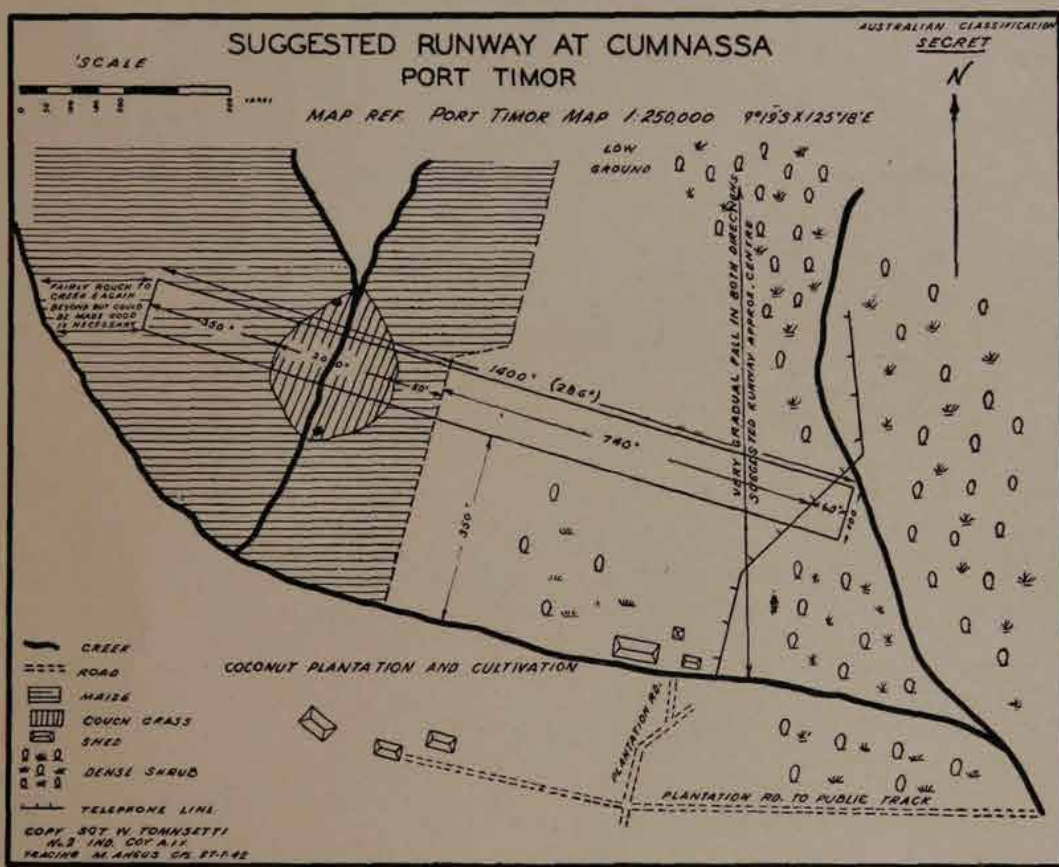 AUSTRALIAN CLASSIFICATION
SECRET
SUGGESTED RUNWAY AT CUMNASSA
PORT TIMOR
'SCALE
YARDS
MAP REF PORT TIMOR MAP 1:250,000 9°19'S X 125°18'E
N
LOW
GROUND
FAIRLY ROUGH TO
CREEK & AGAIN
BEYOND BUT COULD
BE MADE GOOD
IF NECESSARY
VERY GRADUAL FALL IN BOTH DIRECTIONS
SUGGESTED RUNWAY APPROX. CENTRE
350"
1400" (286°)
740"
60"
100"
350"
CREEK
ROAD
MAIZE
COUCH GRASS
SHED
DENSE SHRUB
TELEPHONE LINE
COCONUT PLANTATION AND CULTIVATION
PLANTATION RD.
PLANTATION RD. TO PUBLIC TRACK
COPY SGT W TOMSETTI
No.2 IND. COY A.I.F.
TRACING M. ANGUS CPL 27-1-42